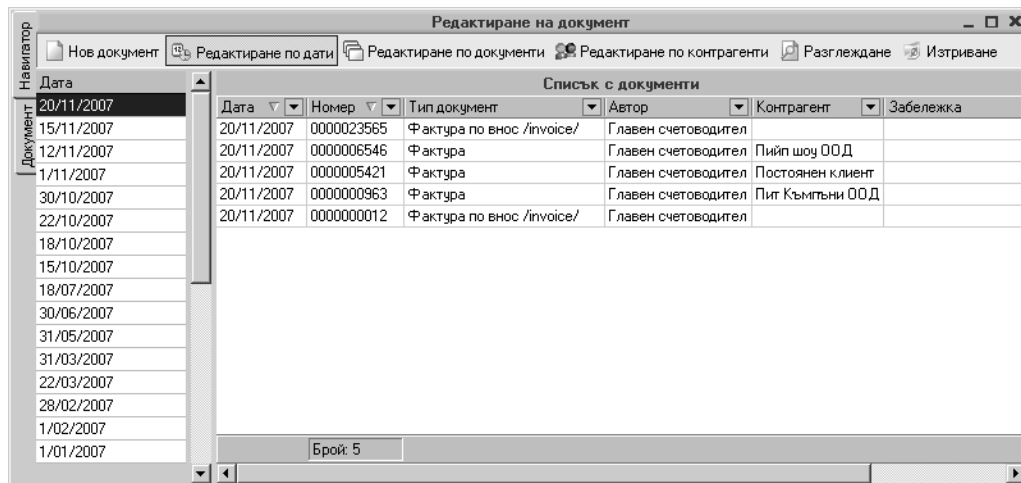 Редактиране на документ
Нов документ Редактиране по дати Редактиране по документи Редактиране по контрагенти Разглеждане Изтриване
Навигатор
Документ
Дата
20/11/2007
15/11/2007
12/11/2007
1/11/2007
30/10/2007
22/10/2007
18/10/2007
15/10/2007
18/07/2007
30/06/2007
31/05/2007
31/03/2007
22/03/2007
28/02/2007
1/02/2007
1/01/2007
Списък с документи
Дата Номер Тип документ Автор Контрагент Забележка
20/11/2007 0000023565 Фактура по внос /invoice/ Главен счетоводител
20/11/2007 0000006546 Фактура Главен счетоводител Пийп шоу ООД
20/11/2007 0000005421 Фактура Главен счетоводител Постоянен клиент
20/11/2007 0000000963 Фактура Главен счетоводител Пит Къмпъни ООД
20/11/2007 0000000012 Фактура по внос /invoice/ Главен счетоводител
Брой: 5